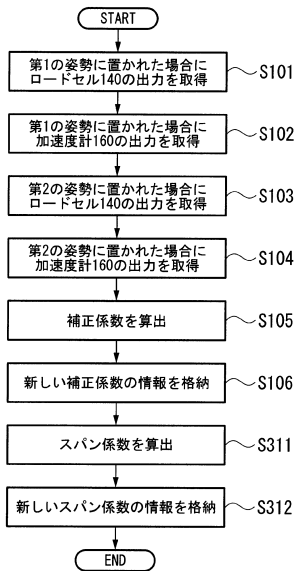 START
第1の姿勢に置かれた場合に
ロードセル140の出力を取得
S101
第1の姿勢に置かれた場合に
加速度計160の出力を取得
S102
第2の姿勢に置かれた場合に
ロードセル140の出力を取得
S103
第2の姿勢に置かれた場合に
加速度計160の出力を取得
S104
補正係数を算出
S105
新しい補正係数の情報を格納
S106
スパン係数を算出
S311
新しいスパン係数の情報を格納
S312
END